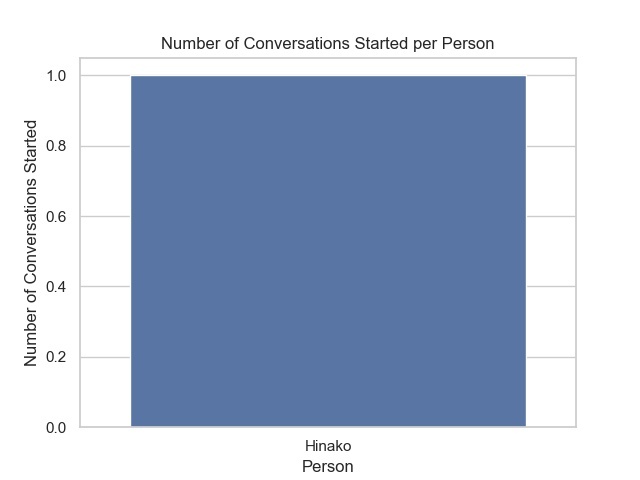 Number of Conversations Started per Person
Number of Conversations Started
1.0
0.8
0.6
0.4
0.2
0.0
Hinako
Person